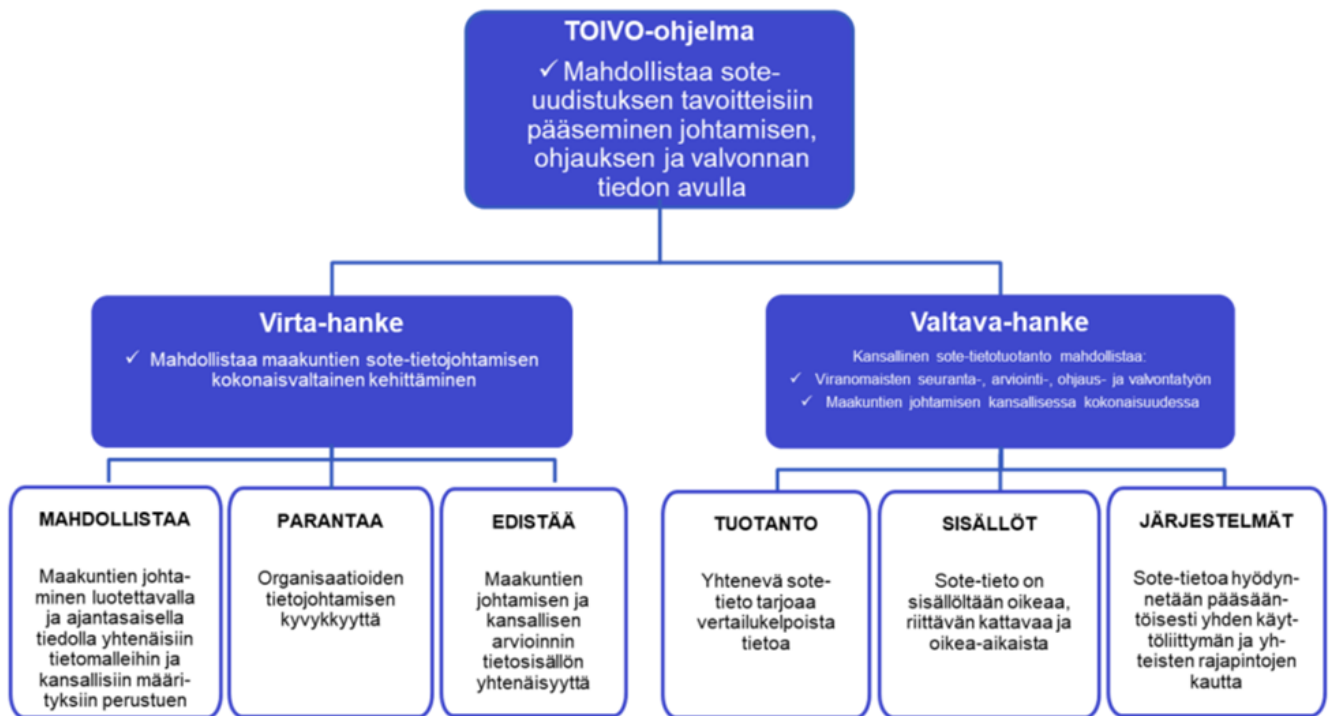 TOIVO-ohjelma
✓ Mahdollistaa sote-
uudistuksen tavoitteisiin
pääseminen johtamisen,
ohjauksen ja valvonnan
tiedon avulla
Virta-hanke
✓ Mahdollistaa maakuntien sote-tietojohtamisen
kokonaisvaltainen kehittäminen
Valtava-hanke
Kansallinen sote-tietotuotanto mahdollistaa:
✓ Viranomaisten seuranta-, arviointi-, ohjaus- ja valvontatyön
✓ Maakuntien johtamisen kansallisessa kokonaisuudessa
MAHDOLLISTAA
Maakuntien johta-
minen luotettavalla
ja ajantasaisella
tiedolla yhtenäisiin
tietomalleihin ja
kansallisiin määri-
tyksiin perustuen
PARANTAA
Organisaatioiden
tietojohtamisen
kyvykkyyttä
EDISTÄÄ
Maakuntien
johtamisen ja
kansallisen
arvioinnin
tietosisällön
yhtenäisyyttä
TUOTANTO
Yhtenevä sote-
tieto tarjoaa
vertailukelpoista
tietoa
SISÄLLÖT
Sote-tieto on
sisällöltään oikeaa,
riittävän kattavaa ja
oikea-aikaista
JÄRJESTELMÄT
Sote-tietoa hyödyn-
netään pääsään-
töisesti yhden käyt-
töliittymän ja yh-
teisten rajapintojen
kautta